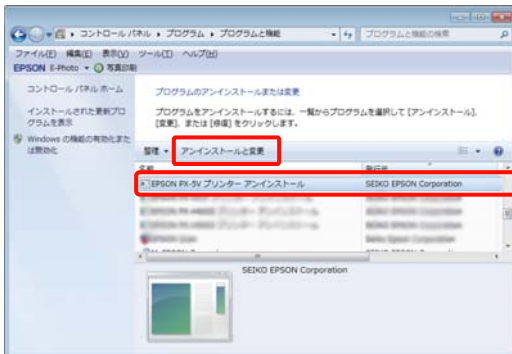 コントロール パネル ▸ プログラム ▸ プログラムと機能
プログラムと機能の検索
ファイル(F) 編集(E) 表示(V) ツール(T) ヘルプ(H)
EPSON E-Photo 写真印刷
コントロール パネル ホーム
インストールされた更新プログラムを表示
Windows の機能の有効化または無効化
プログラムのアンインストールまたは変更
プログラムをアンインストールするには、一覧からプログラムを選択して [アンインストール]、
[変更]、または [修復] をクリックします。
整理 アンインストールと変更
名前 発行元
EPSON PX-5V プリンター アンインストール SEIKO EPSON Corporation
SEIKO EPSON Corporation